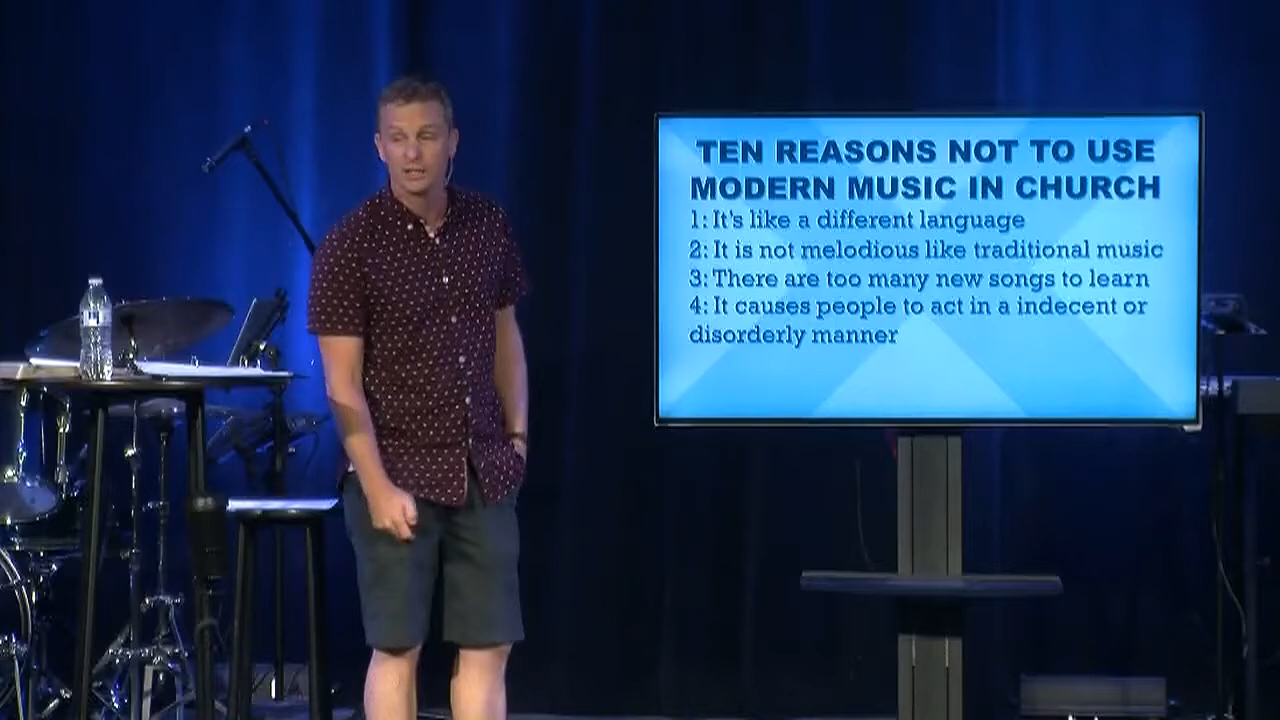 TEN REASONS NOT TO USE
MODERN MUSIC IN CHURCH
1: It's like a different language
2: It is not melodious like traditional music
3: There are too many new songs to learn
4: It causes people to act in a indecent or
disorderly manner